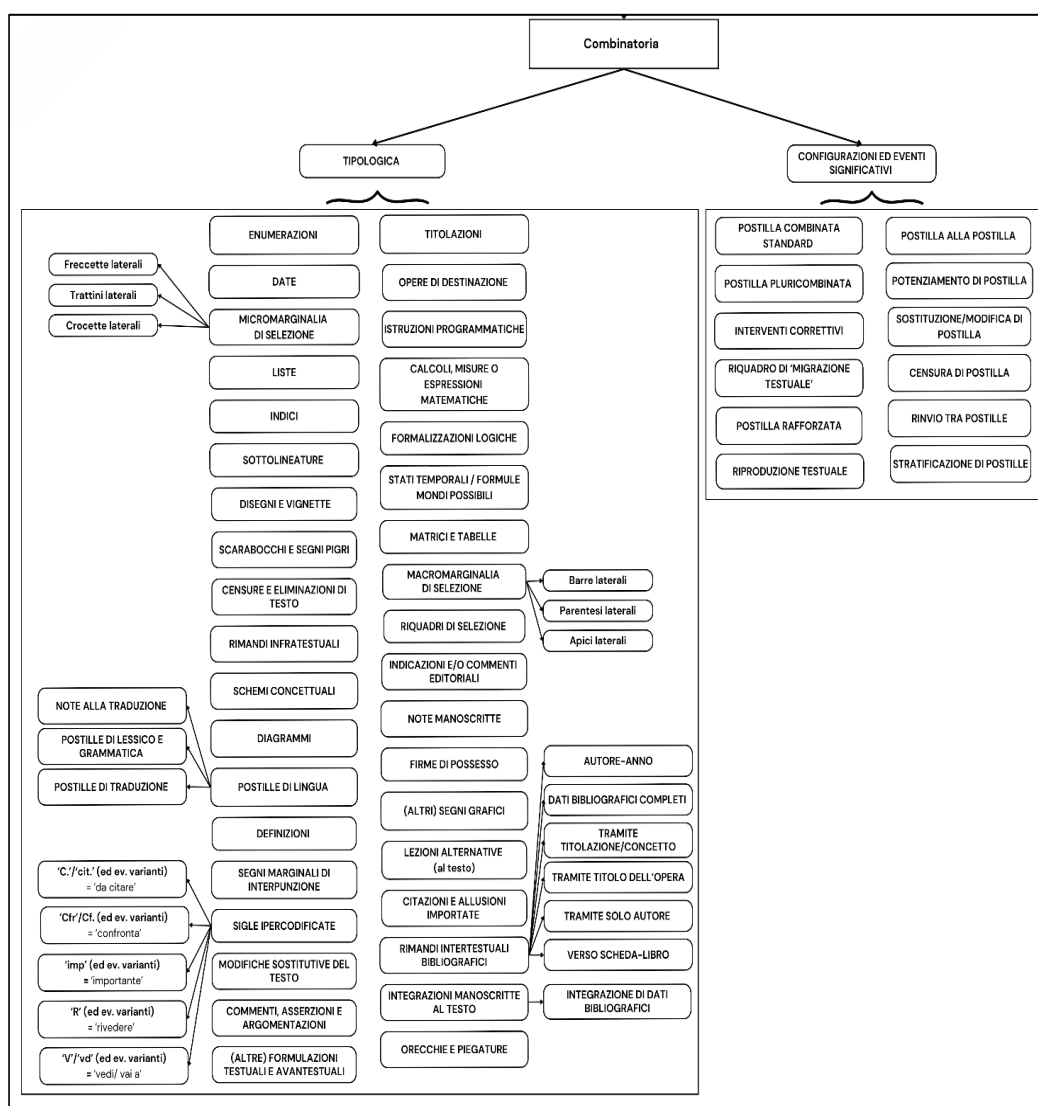 Combinatoria
TIPOLOGICA
CONFIGURAZIONI ED EVENTI
SIGNIFICATIVI
ENUMERAZIONI
DATE
MICROMARGINALIA
DI SELEZIONE
Freccette laterali
Trattini laterali
Crocette laterali
LISTE
INDICI
SOTTOLINEATURE
DISEGNI E VIGNETTE
SCARABOCCHI E SEGNI PIGRI
CENSURE E ELIMINAZIONI DI
TESTO
RIMANDI INFRATESTUALI
SCHEMI CONCETTUALI
DIAGRAMMI
POSTILLE DI LINGUA
NOTE ALLA TRADUZIONE
POSTILLE DI LESSICO E
GRAMMATICA
POSTILLE DI TRADUZIONE
DEFINIZIONI
SEGNI MARGINALI DI
INTERPUNZIONE
SIGLE IPERCODIFICATE
'C.'/'cit.' (ed ev. varianti)
= 'da citare'
'Cfr'/Cf. (ed ev. varianti)
= 'confronta'
'imp' (ed ev. varianti)
= 'importante'
'R' (ed ev. varianti)
= 'rivedere'
'V'/'vd' (ed ev. varianti)
= 'vedi/ vai a'
MODIFICHE SOSTITUTIVE DEL
TESTO
COMMENTI, ASSERZIONI E
ARGOMENTAZIONI
(ALTRE) FORMULAZIONI
TESTUALI E AVANTESTUALI
TITOLAZIONI
OPERE DI DESTINAZIONE
ISTRUZIONI PROGRAMMATICHE
CALCOLI, MISURE O
ESPRESSIONI
MATEMATICHE
FORMALIZZAZIONI LOGICHE
STATI TEMPORALI / FORMULE
MONDI POSSIBILI
MATRICI E TABELLE
MACROMARGINALIA
DI SELEZIONE
Barre laterali
Parentesi laterali
Apici laterali
RIQUADRI DI SELEZIONE
INDICAZIONI E/O COMMENTI
EDITORIALI
NOTE MANOSCRITTE
FIRME DI POSSESSO
(ALTRI) SEGNI GRAFICI
LEZIONI ALTERNATIVE
(al testo)
CITAZIONI E ALLUSIONI
IMPORTATE
RIMANDI INTERTESTUALI
BIBLIOGRAFICI
AUTORE-ANNO
DATI BIBLIOGRAFICI COMPLETI
TRAMITE
TITOLAZIONE/CONCETTO
TRAMITE TITOLO DELL'OPERA
TRAMITE SOLO AUTORE
VERSO SCHEDA-LIBRO
INTEGRAZIONI MANOSCRITTE
AL TESTO
INTEGRAZIONE DI DATI
BIBLIOGRAFICI
ORECCHIE E PIEGATURE
POSTILLA COMBINATA
STANDARD
POSTILLA PLURICOMBINATA
INTERVENTI CORRETTIVI
RIQUADRO DI 'MIGRAZIONE
TESTUALE'
POSTILLA RAFFORZATA
RIPRODUZIONE TESTUALE
POSTILLA ALLA POSTILLA
POTENZIAMENTO DI POSTILLA
SOSTITUZIONE/MODIFICA DI
POSTILLA
CENSURA DI POSTILLA
RINVIO TRA POSTILLE
STRATIFICAZIONE DI POSTILLE